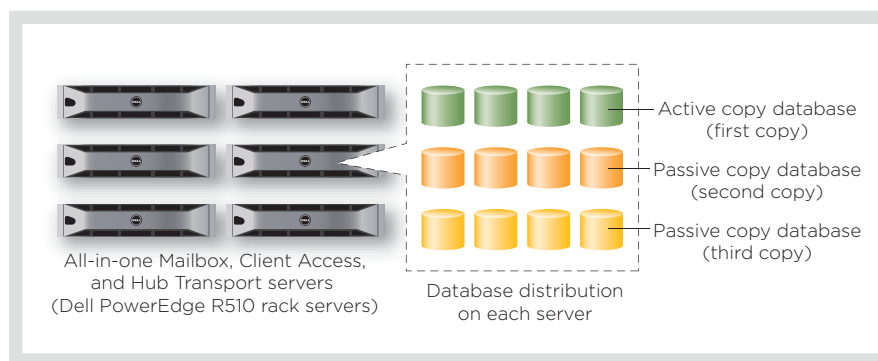 Active copy database
(first copy)
Passive copy database
(second copy)
Passive copy database
(third copy)
All-in-one Mailbox, Client Access,
and Hub Transport servers
(Dell PowerEdge R510 rack servers)
Database distribution
on each server